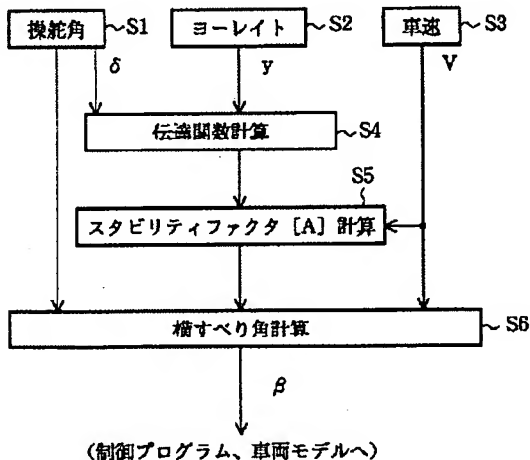 操舵角 S1
ヨーレイト S2
車速 S3
δ
y
V
伝達関数計算 S4
S5
スタビリティファクタ [A] 計算
横すべり角計算 S6
β
(制御プログラム、車両モデルへ)